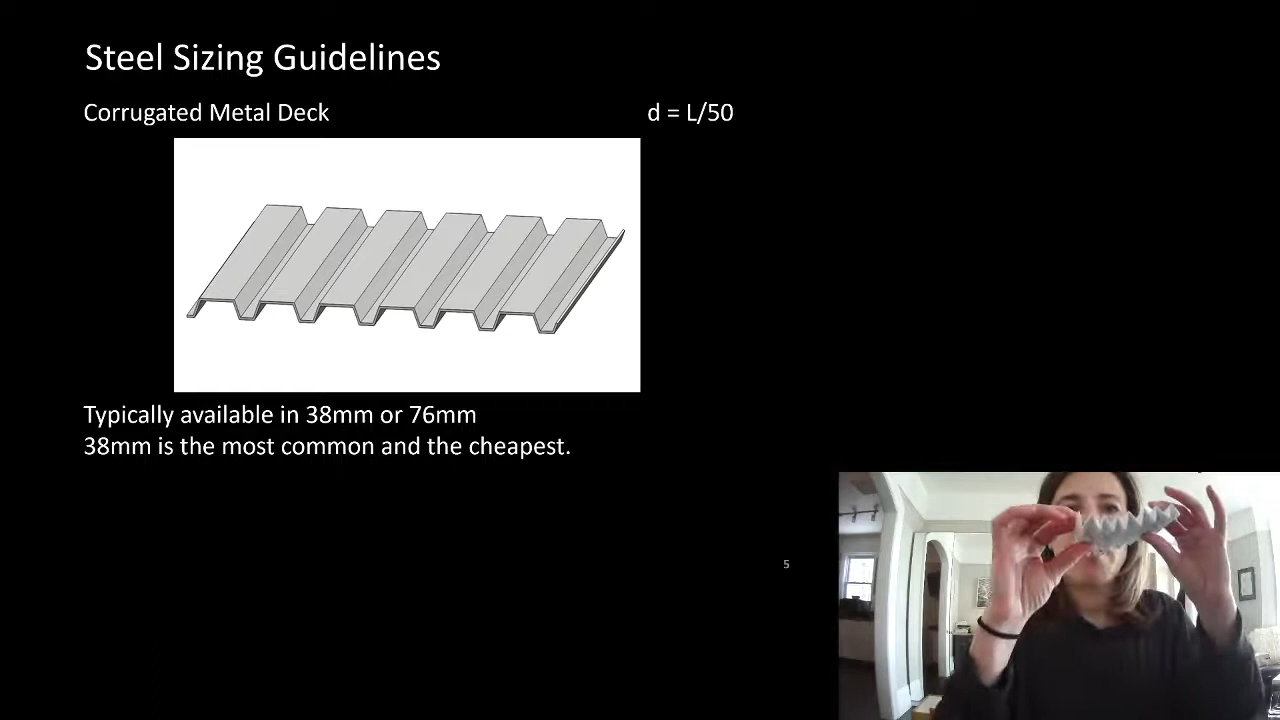 Steel Sizing Guidelines
Corrugated Metal Deck
d = L/50
Typically available in 38mm or 76mm
38mm is the most common and the cheapest.
5